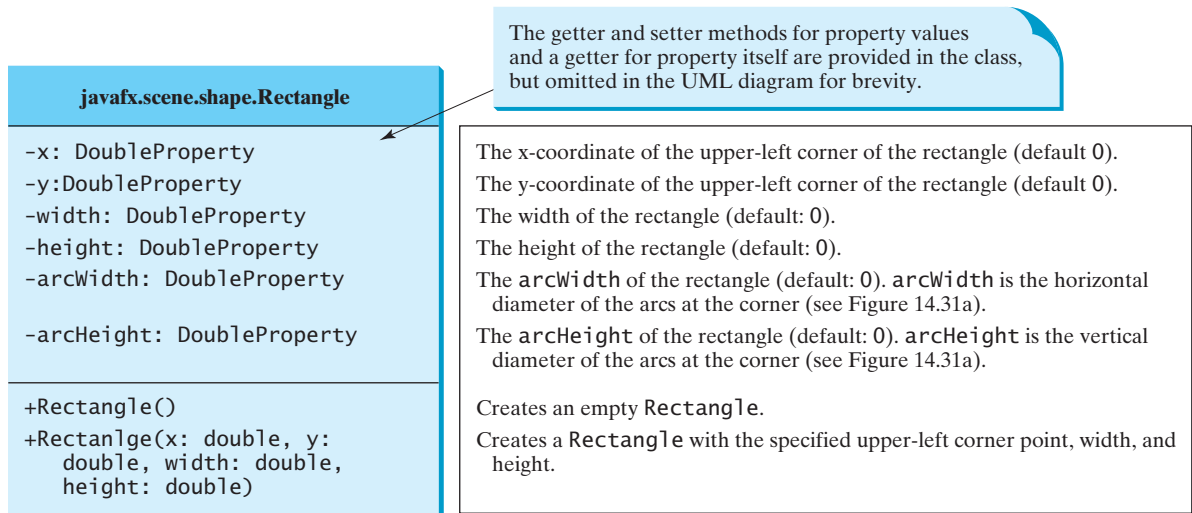 The getter and setter methods for property values
and a getter for property itself are provided in the class,
but omitted in the UML diagram for brevity.
javafx.scene.shape.Rectangle
-x: DoubleProperty
-y:DoubleProperty
-width: DoubleProperty
-height: DoubleProperty
-arcWidth: DoubleProperty
-arcHeight: DoubleProperty
+Rectangle()
+Rectanlge(x: double, y:
double, width: double,
height: double)
The x-coordinate of the upper-left corner of the rectangle (default 0).
The y-coordinate of the upper-left corner of the rectangle (default 0).
The width of the rectangle (default: 0).
The height of the rectangle (default: 0).
The arcWidth of the rectangle (default: 0). arcWidth is the horizontal
diameter of the arcs at the corner (see Figure 14.31a).
The arcHeight of the rectangle (default: 0). arcHeight is the vertical
diameter of the arcs at the corner (see Figure 14.31a).
Creates an empty Rectangle.
Creates a Rectangle with the specified upper-left corner point, width, and
height.